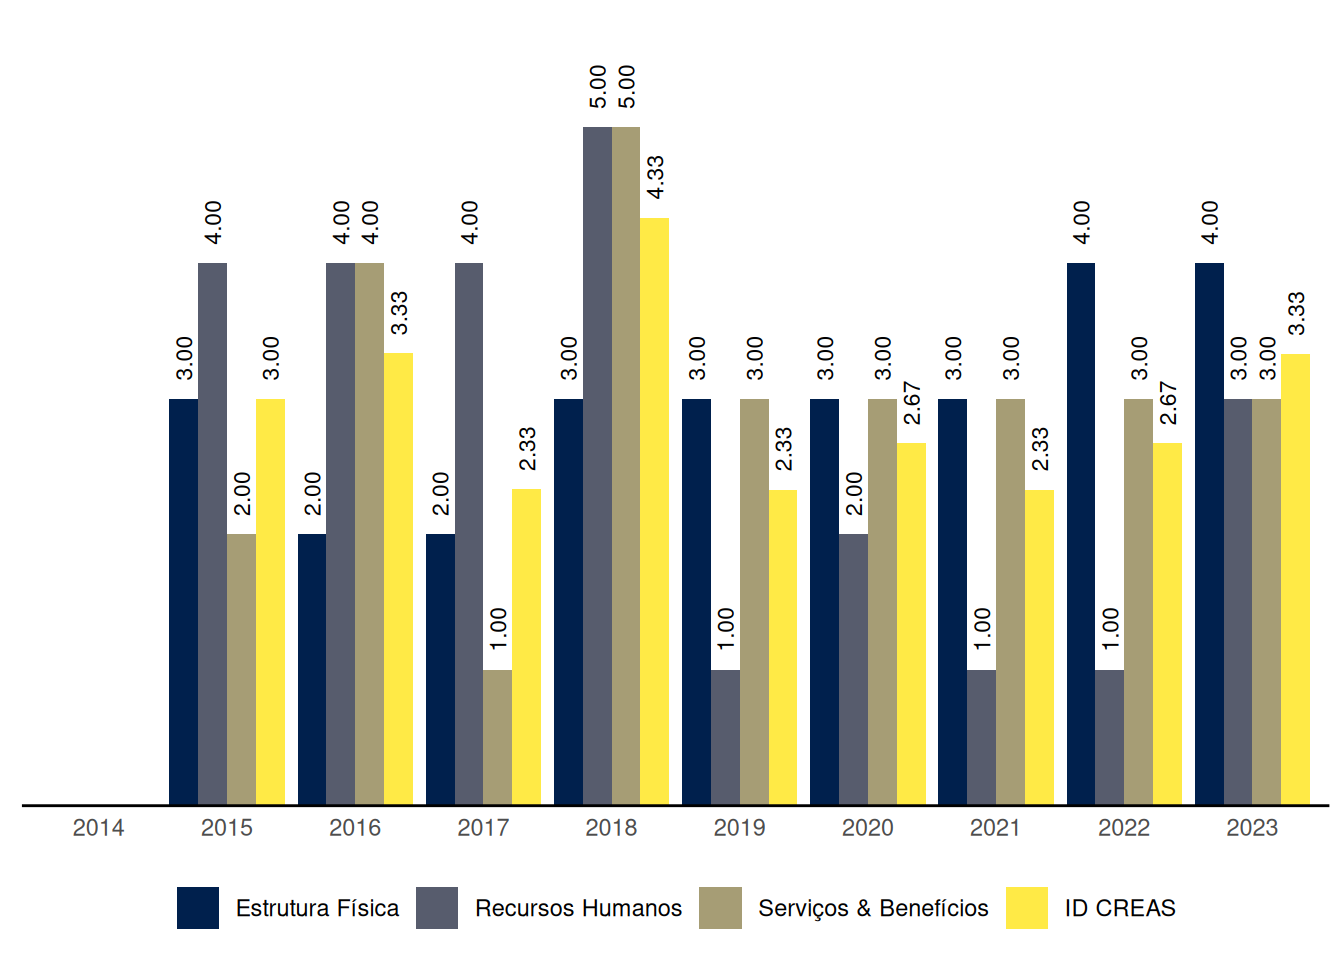 5.00 5.00
4.33
4.00 4.00 4.00 4.00 4.00 4.00
3.33 3.33
3.00 3.00 3.00 3.00 3.00 3.00 3.00 3.00 3.00 3.00 3.00 3.00
2.67 2.67
2.33 2.33 2.33
2.00 2.00 2.00 2.00
1.00 1.00 1.00 1.00
2014 2015 2016 2017 2018 2019 2020 2021 2022 2023
Estrutura Física Recursos Humanos Serviços & Benefícios ID CREAS